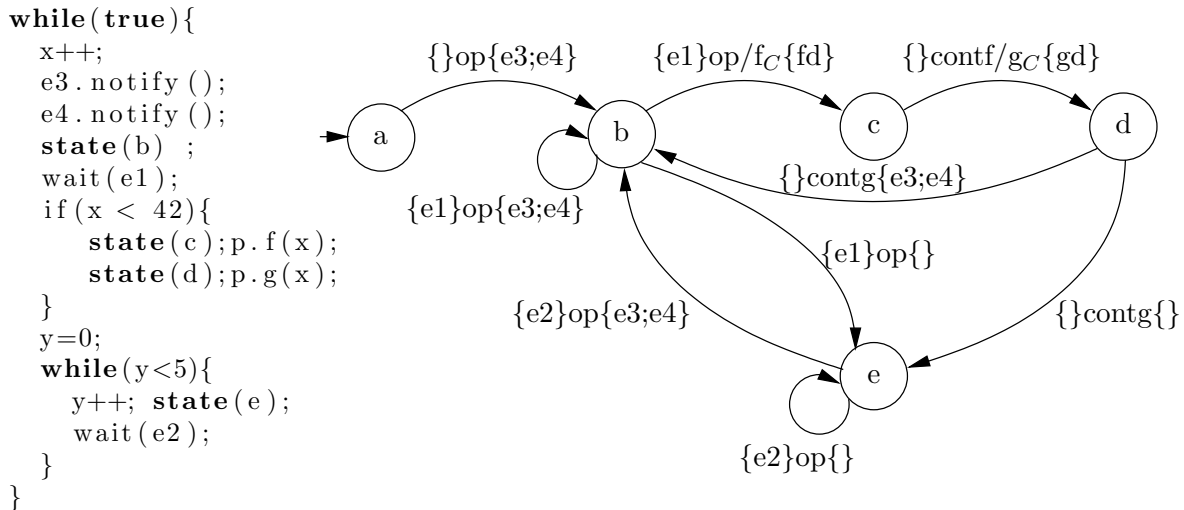 while(true){
x++;
e3.notify();
e4.notify();
state(b) ;
wait(e1);
if(x < 42){
state(c);p.f(x);
state(d);p.g(x);
}
y=0;
while(y<5){
y++; state(e);
wait(e2);
}
}
{}op{e3;e4}
{e1}op/f_C{fd}
{}contf/g_C{gd}
a
b
c
d
{}contg{e3;e4}
{e1}op{e3;e4}
{e1}op{}
{e2}op{e3;e4}
{}contg{}
e
{e2}op{}